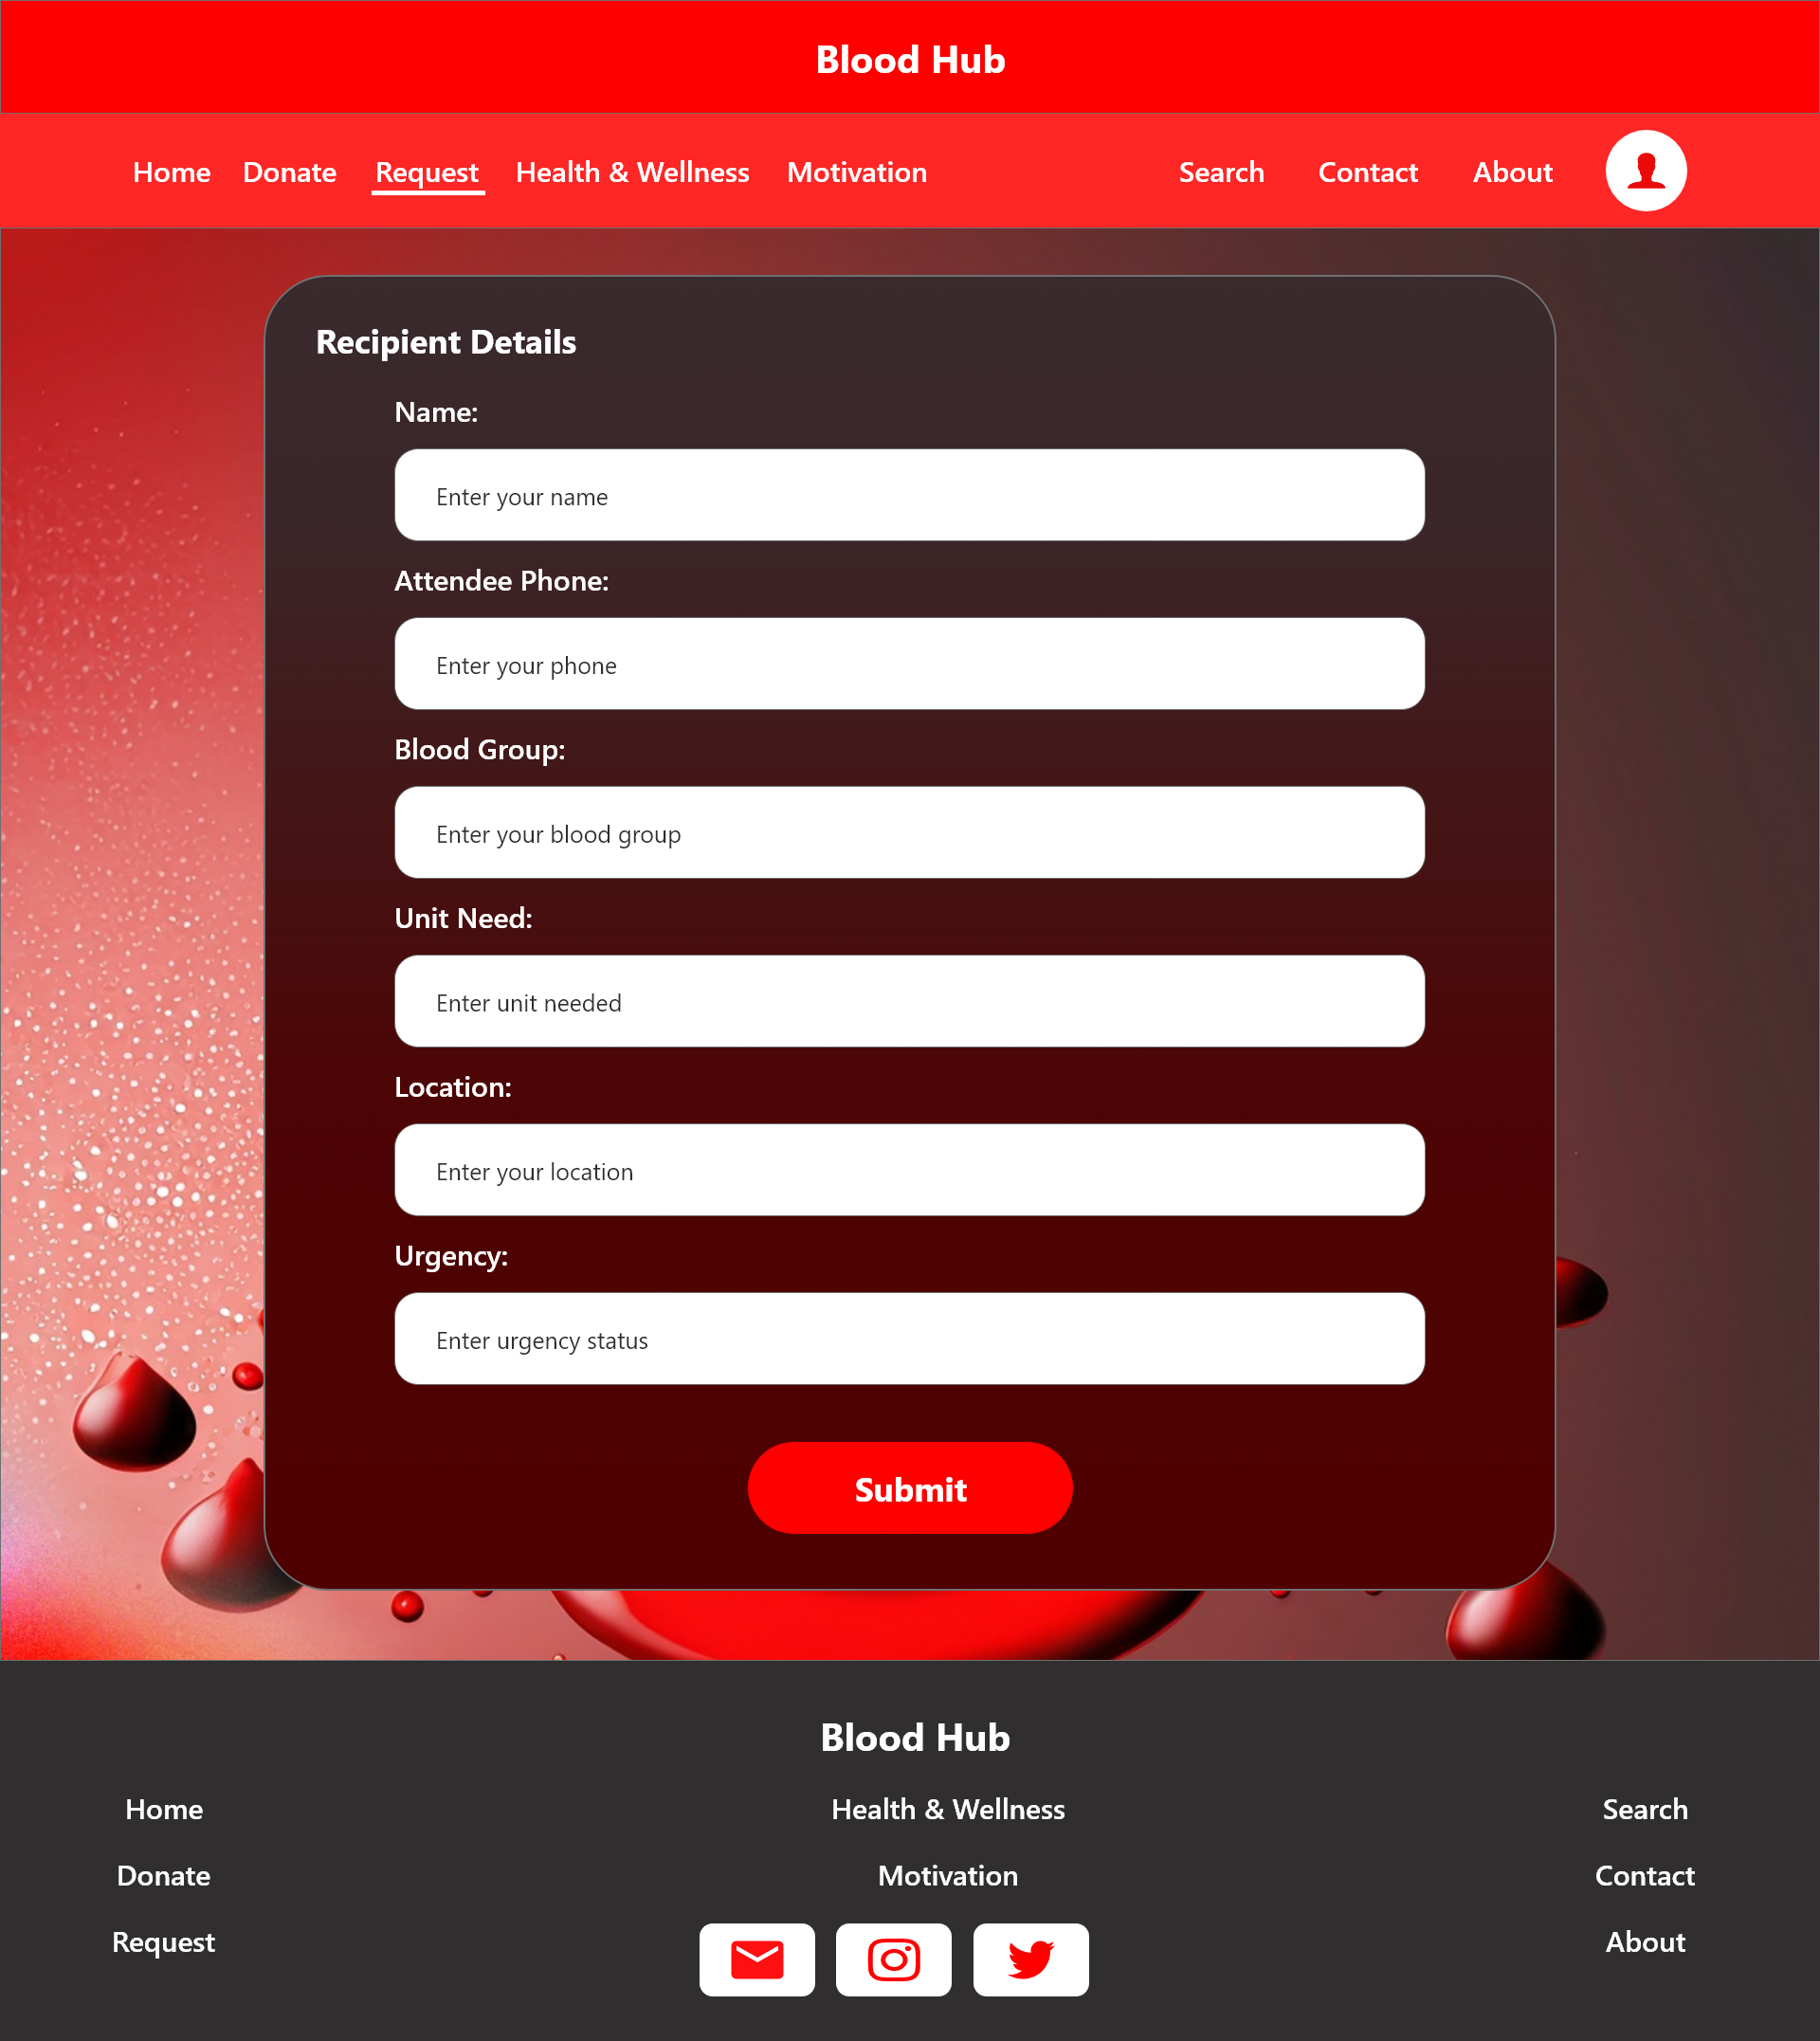 Blood Hub
Home Donate Request Health & Wellness Motivation Search Contact About
Recipient Details
Name:
Enter your name
Attendee Phone:
Enter your phone
Blood Group:
Enter your blood group
Unit Need:
Enter unit needed
Location:
Enter your location
Urgency:
Enter urgency status
Submit
Blood Hub
Home Health & Wellness Search
Donate Motivation Contact
Request About